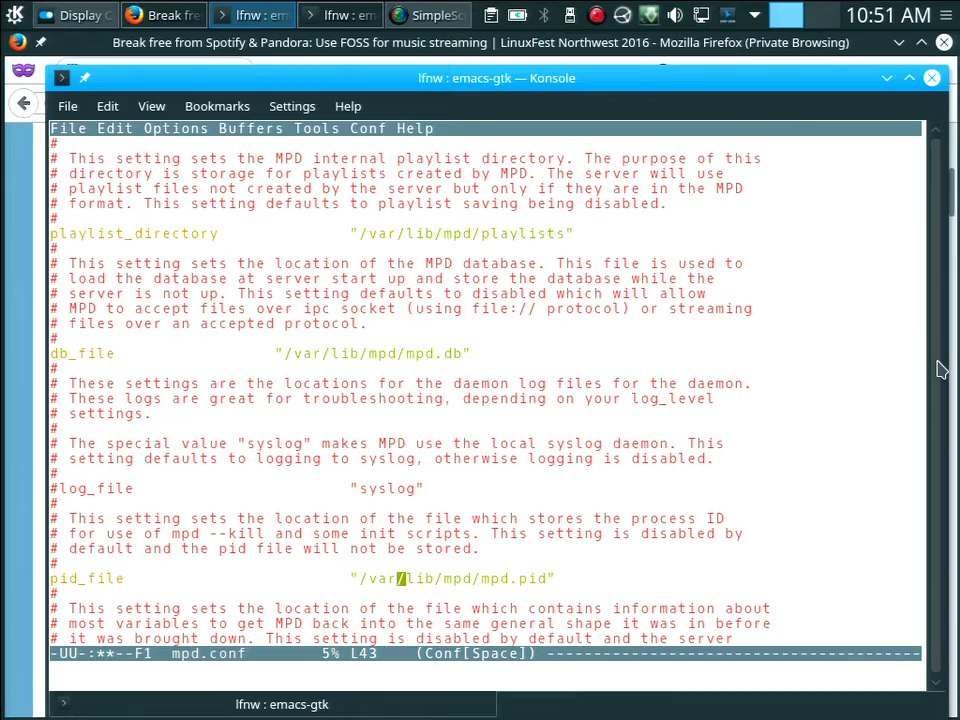 Display C
Break fre
lfnw : em
lfnw : em
SimpleSc
10:51 AM
Break free from Spotify & Pandora: Use FOSS for music streaming | LinuxFest Northwest 2016 - Mozilla Firefox (Private Browsing)
lfnw : emacs-gtk — Konsole
File Edit View Bookmarks Settings Help
File Edit Options Buffers Tools Conf Help
#
# This setting sets the MPD internal playlist directory. The purpose of this
# directory is storage for playlists created by MPD. The server will use
# playlist files not created by the server but only if they are in the MPD
# format. This setting defaults to playlist saving being disabled.
#
playlist_directory "/var/lib/mpd/playlists"
#
# This setting sets the location of the MPD database. This file is used to
# load the database at server start up and store the database while the
# server is not up. This setting defaults to disabled which will allow
# MPD to accept files over ipc socket (using file:// protocol) or streaming
# files over an accepted protocol.
#
db_file "/var/lib/mpd/mpd.db"
#
# These settings are the locations for the daemon log files for the daemon.
# These logs are great for troubleshooting, depending on your log_level
# settings.
#
# The special value "syslog" makes MPD use the local syslog daemon. This
# setting defaults to logging to syslog, otherwise logging is disabled.
#
#log_file "syslog"
#
# This setting sets the location of the file which stores the process ID
# for use of mpd --kill and some init scripts. This setting is disabled by
# default and the pid file will not be stored.
#
pid_file "/var/lib/mpd/mpd.pid"
#
# This setting sets the location of the file which contains information about
# most variables to get MPD back into the same general shape it was in before
# it was brought down. This setting is disabled by default and the server
-UU-:**--F1 mpd.conf 5% L43 (Conf[Space]) -----------------------------------------
lfnw : emacs-gtk